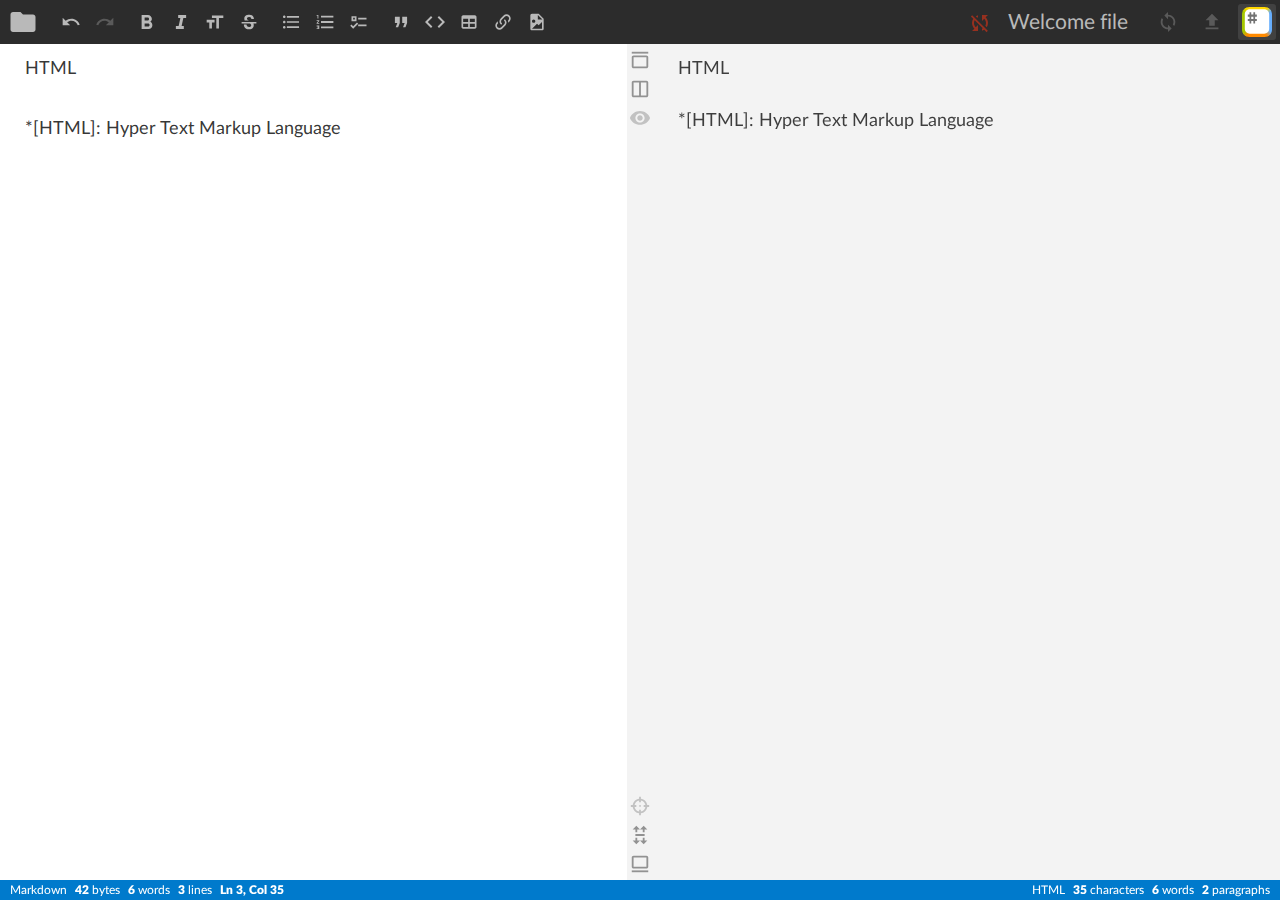 Welcome file
HTML
*[HTML]: Hyper Text Markup Language
HTML
*[HTML]: Hyper Text Markup Language
Markdown 42 bytes 6 words 3 lines Ln 3, Col 35
HTML 35 characters 6 words 2 paragraphs